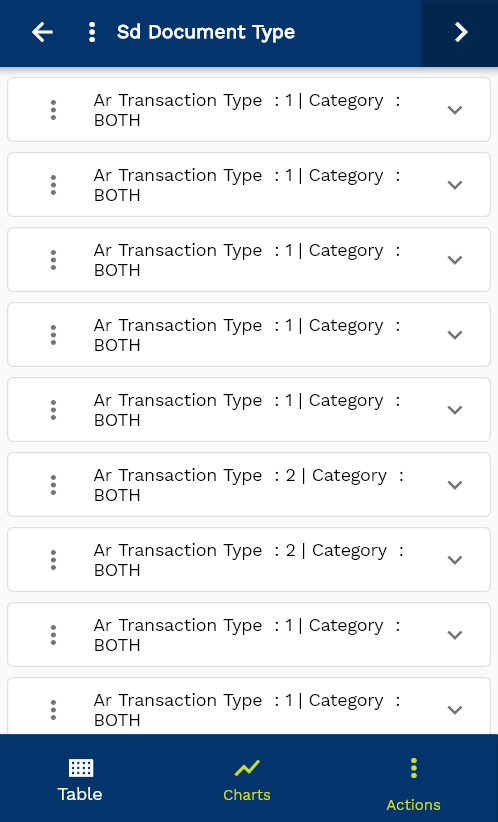 Sd Document Type
Ar Transaction Type : 1 | Category :
BOTH
Ar Transaction Type : 1 | Category :
BOTH
Ar Transaction Type : 1 | Category :
BOTH
Ar Transaction Type : 1 | Category :
BOTH
Ar Transaction Type : 1 | Category :
BOTH
Ar Transaction Type : 2 | Category :
BOTH
Ar Transaction Type : 2 | Category :
BOTH
Ar Transaction Type : 1 | Category :
BOTH
Ar Transaction Type : 1 | Category :
BOTH
Table
Charts
Actions